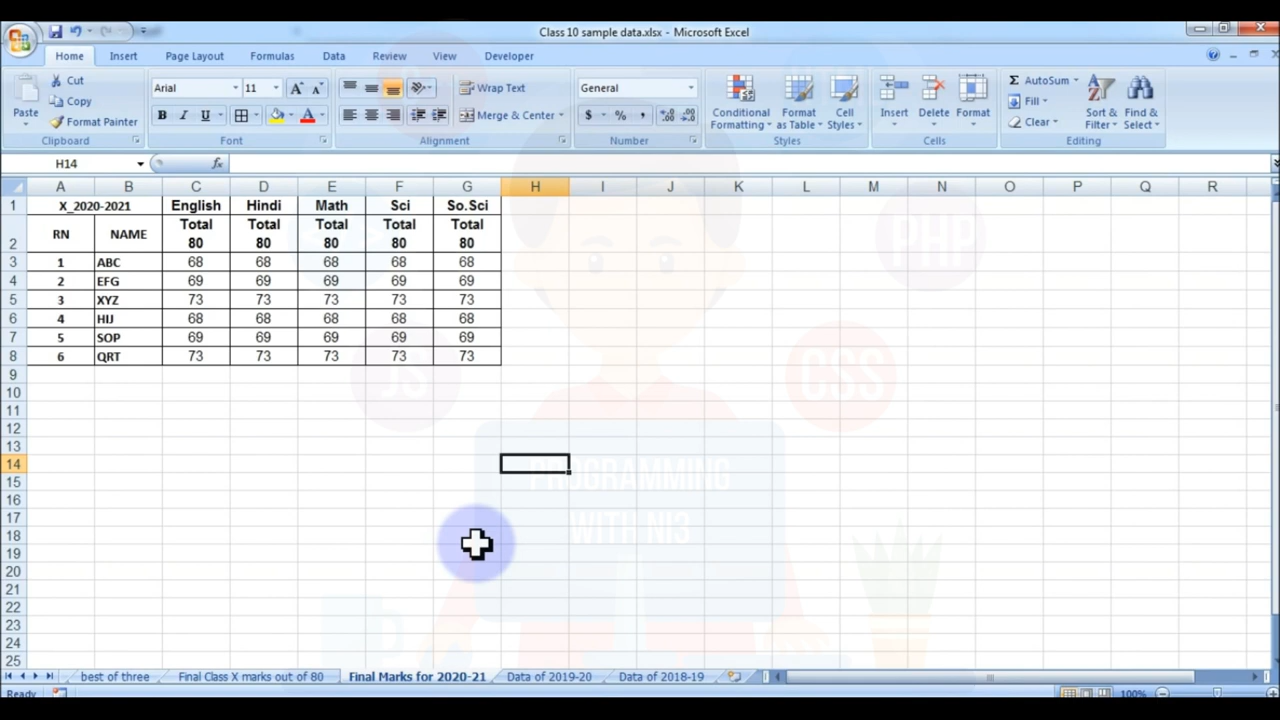 Class 10 sample data.xlsx - Microsoft Excel
Home Insert Page Layout Formulas Data Review View Developer
Paste
Cut
Copy
Format Painter
Clipboard
Arial 11
B I U
Font
Wrap Text
Merge & Center
Alignment
General
$ % ,
Number
Conditional Formatting
Format as Table
Cell Styles
Styles
Insert Delete Format
Cells
AutoSum
Fill
Clear
Sort & Filter
Find & Select
Editing
H14 fx
A B C D E F G H I J K L M N O P Q R
1 X_2020-2021 English Hindi Math Sci So.Sci
2 RN NAME Total 80 Total 80 Total 80 Total 80 Total 80
3 1 ABC 68 68 68 68 68
4 2 EFG 69 69 69 69 69
5 3 XYZ 73 73 73 73 73
6 4 HIJ 68 68 68 68 68
7 5 SOP 69 69 69 69 69
8 6 QRT 73 73 73 73 73
9
10
11
12
13
14
15
16
17
18
19
20
21
22
23
24
25
PHP
JS
CSS
PROGRAMMING
WITH NI3
best of three Final Class X marks out of 80 Final Marks for 2020-21 Data of 2019-20 Data of 2018-19
Ready 100%